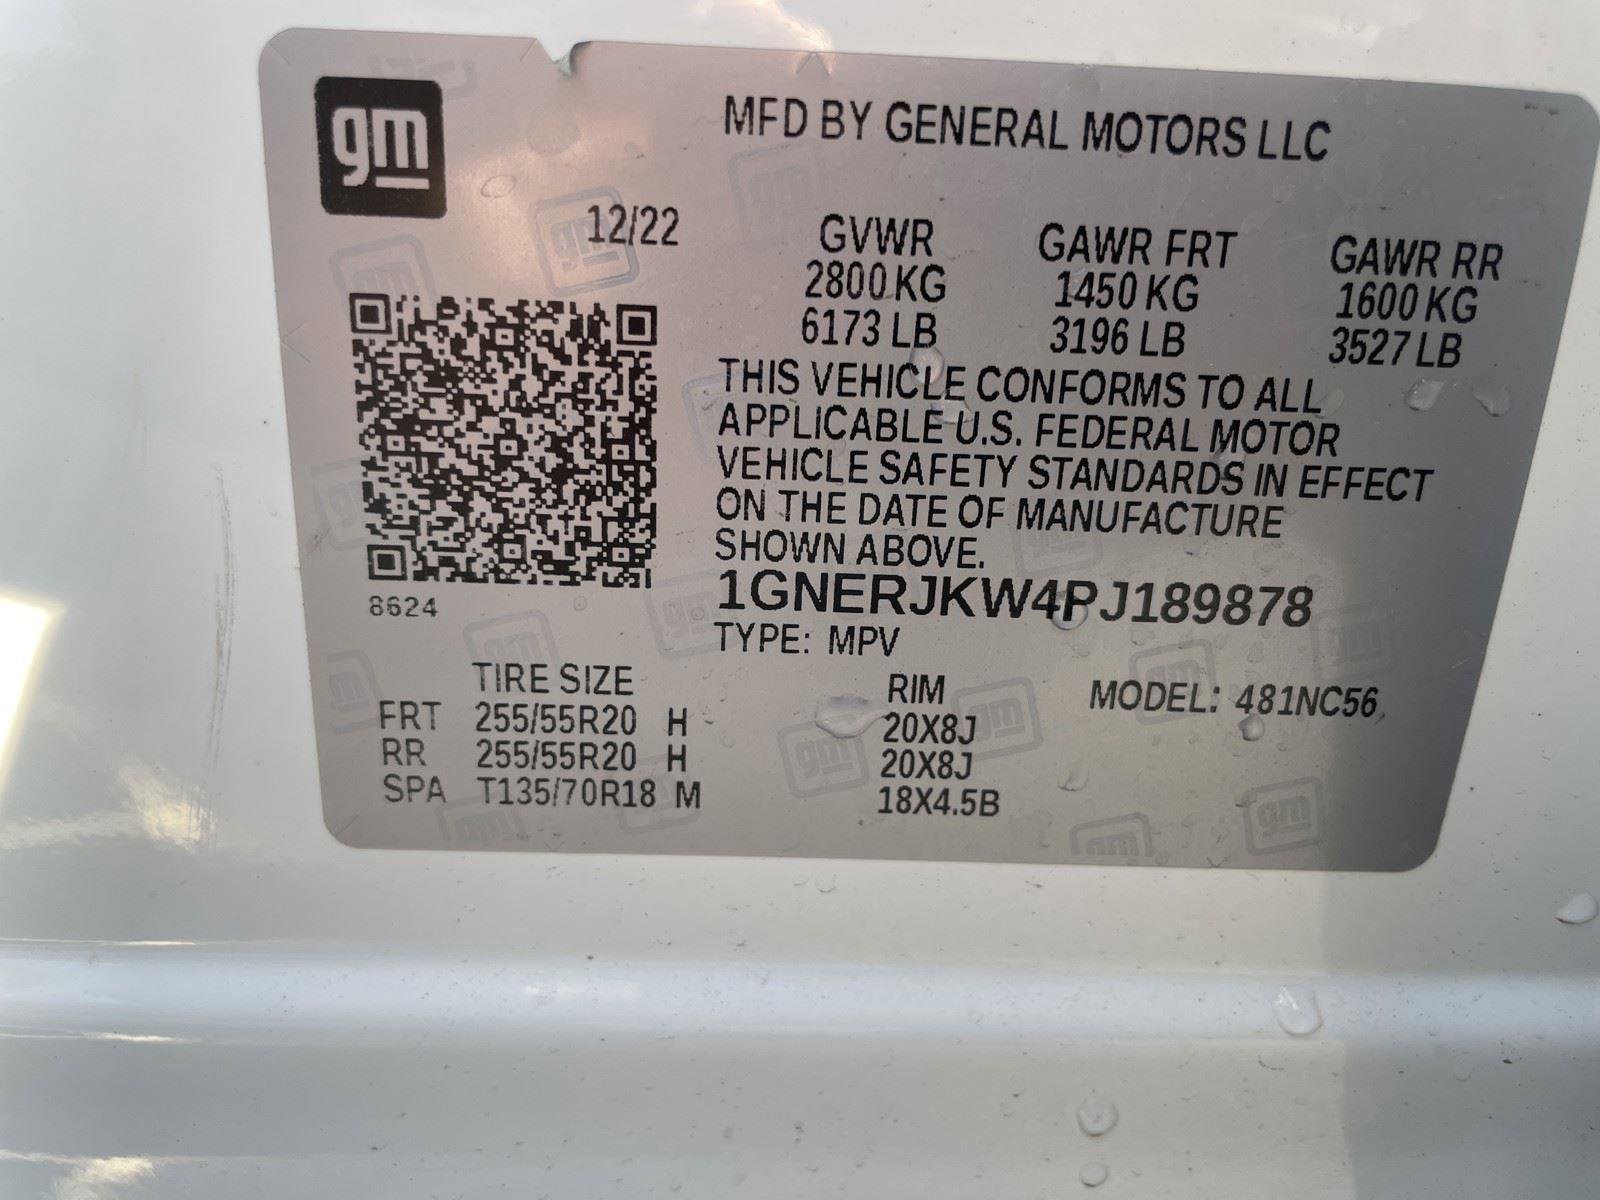 gm
MFD BY GENERAL MOTORS LLC
12/22
GVWR GAWR FRT GAWR RR
2800 KG 1450 KG 1600 KG
6173 LB 3196 LB 3527 LB
THIS VEHICLE CONFORMS TO ALL
APPLICABLE U.S. FEDERAL MOTOR
VEHICLE SAFETY STANDARDS IN EFFECT
ON THE DATE OF MANUFACTURE
SHOWN ABOVE.
8624
1GNERJKW4PJ189878
TYPE: MPV
TIRE SIZE RIM MODEL: 481NC56
FRT 255/55R20 H 20X8J
RR 255/55R20 H 20X8J
SPA T135/70R18 M 18X4.5B